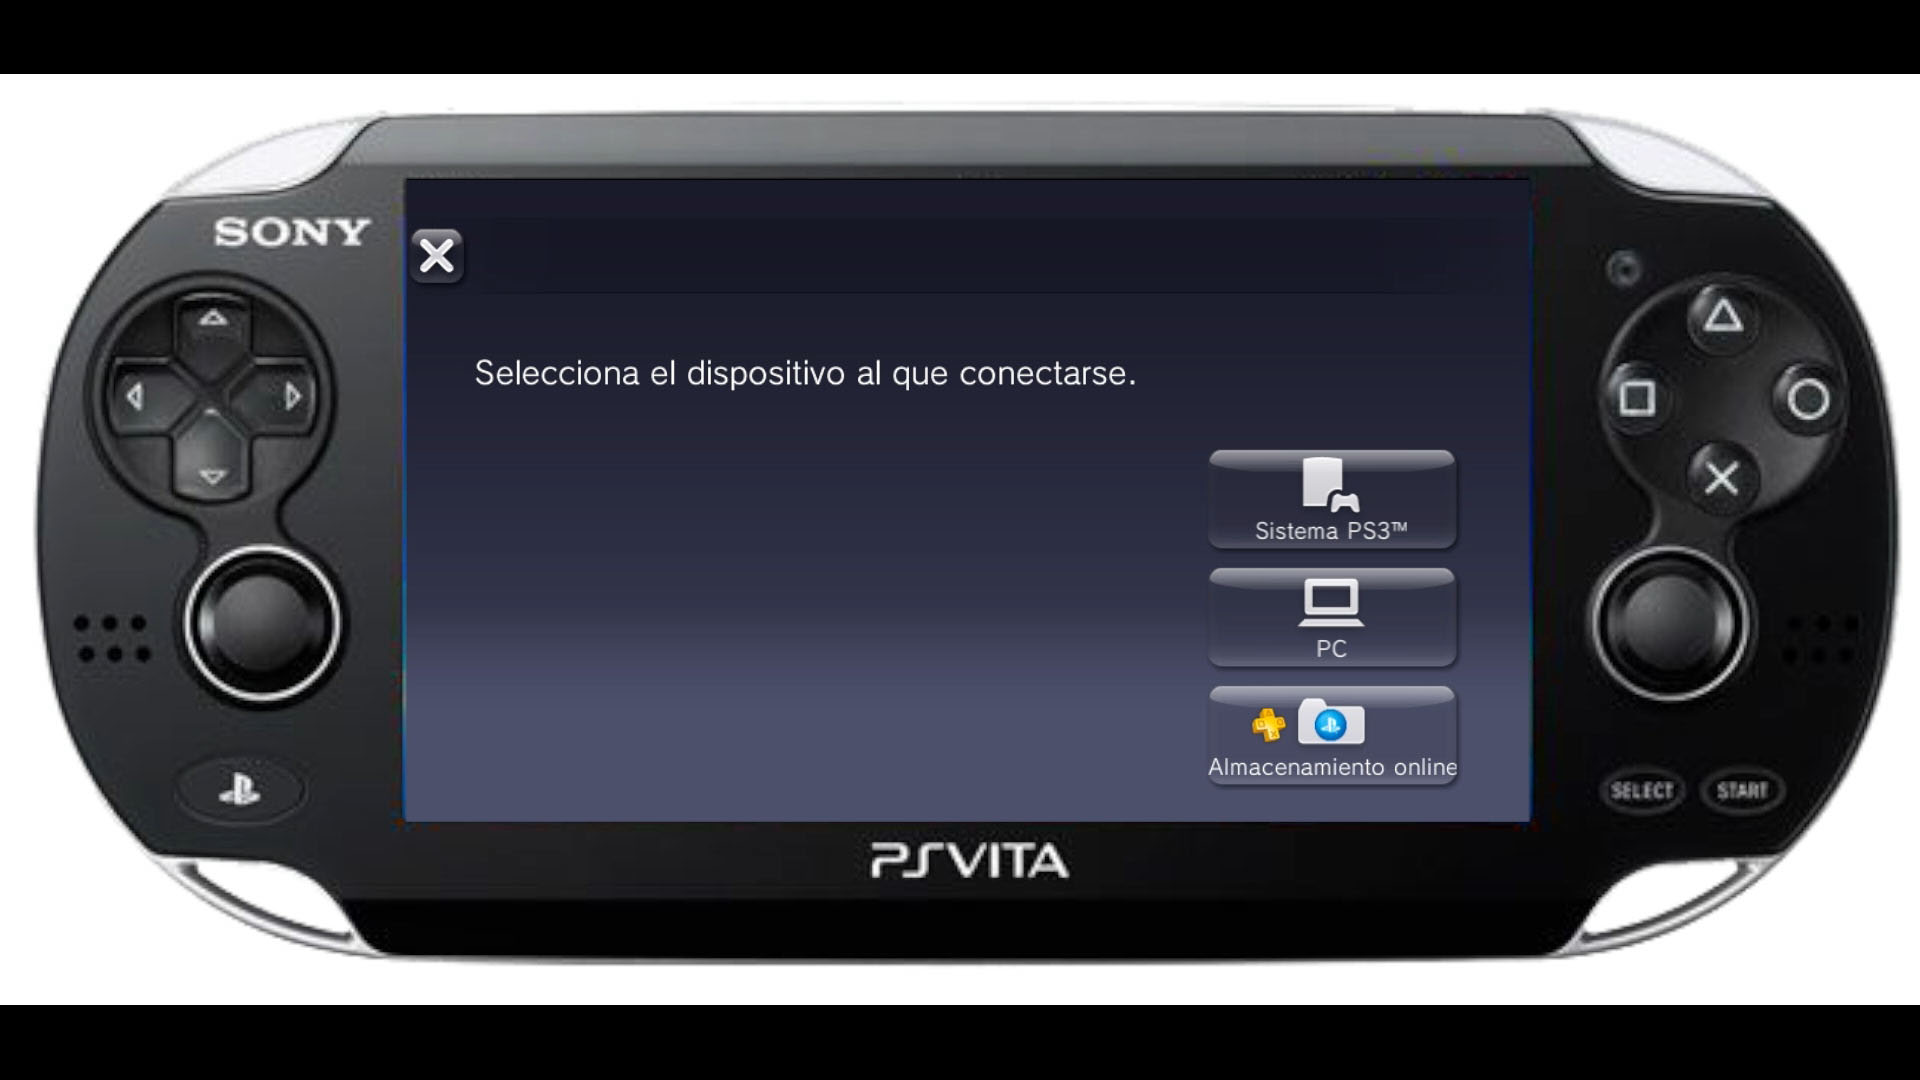 SONY
Selecciona el dispositivo al que conectarse.
Sistema PS3™
PC
Almacenamiento online
SELECT
START
PSVITA